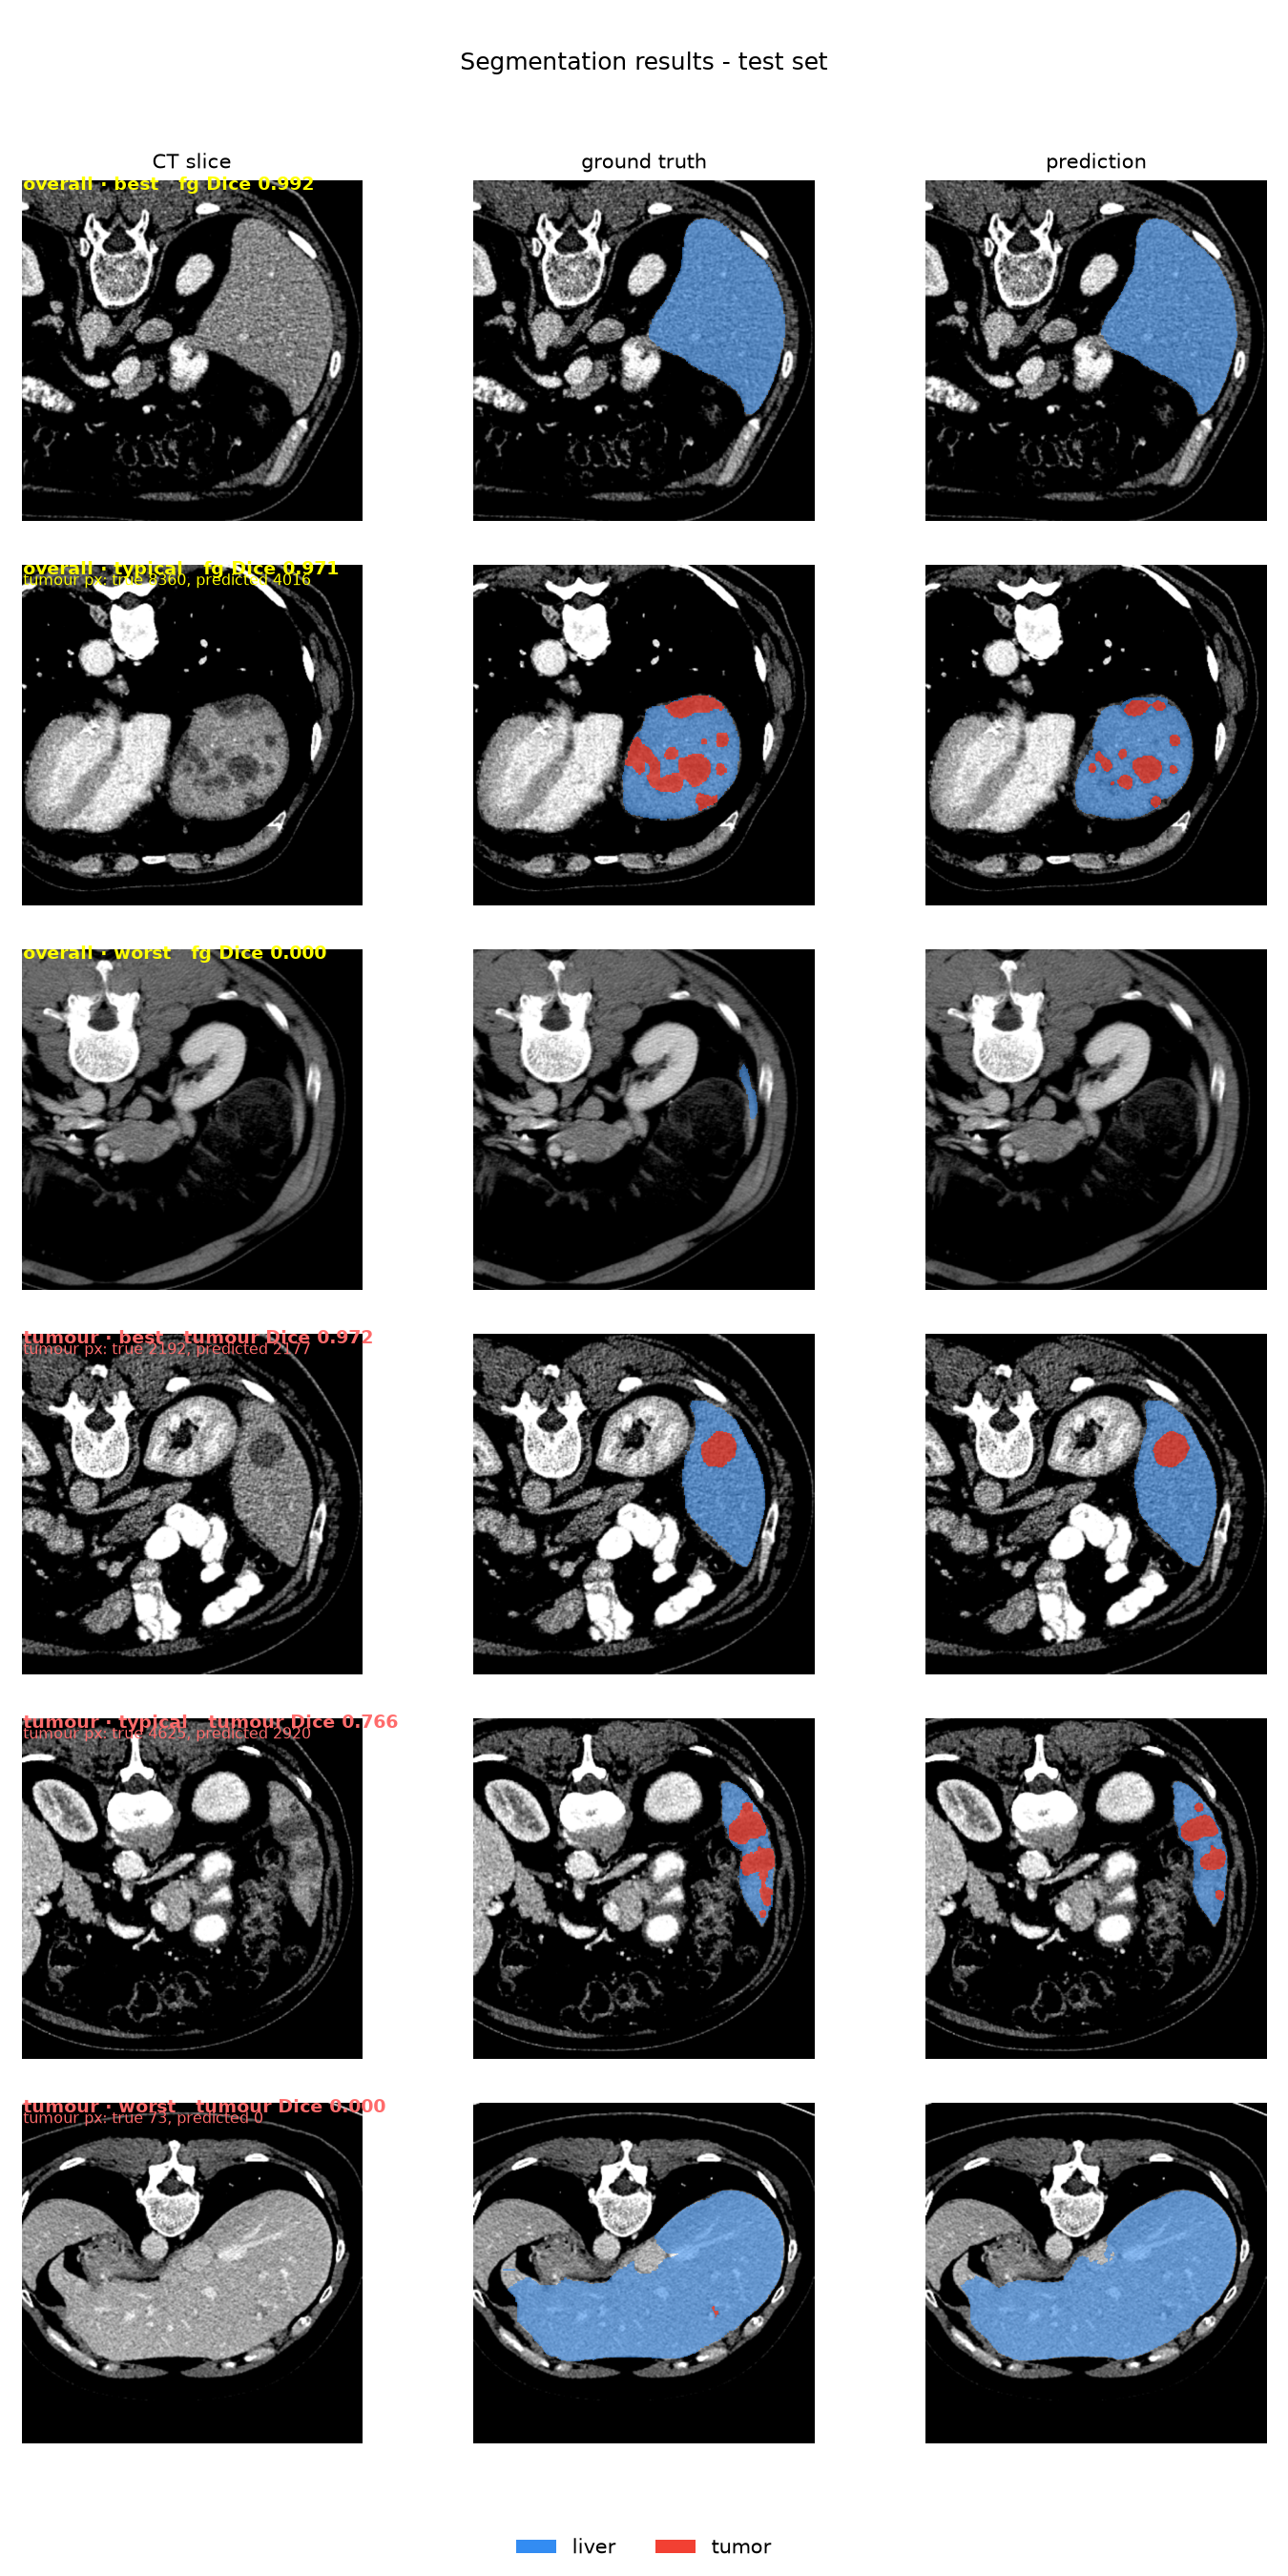 Segmentation results - test set
CT slice ground truth prediction
overall · best fg Dice 0.992
overall · typical fg Dice 0.971
tumour px: true 8360, predicted 4016
overall · worst fg Dice 0.000
tumour · best tumour Dice 0.972
tumour px: true 2192, predicted 2177
tumour · typical tumour Dice 0.766
tumour px: true 4625, predicted 2920
tumour · worst tumour Dice 0.000
tumour px: true 73, predicted 0
liver tumor